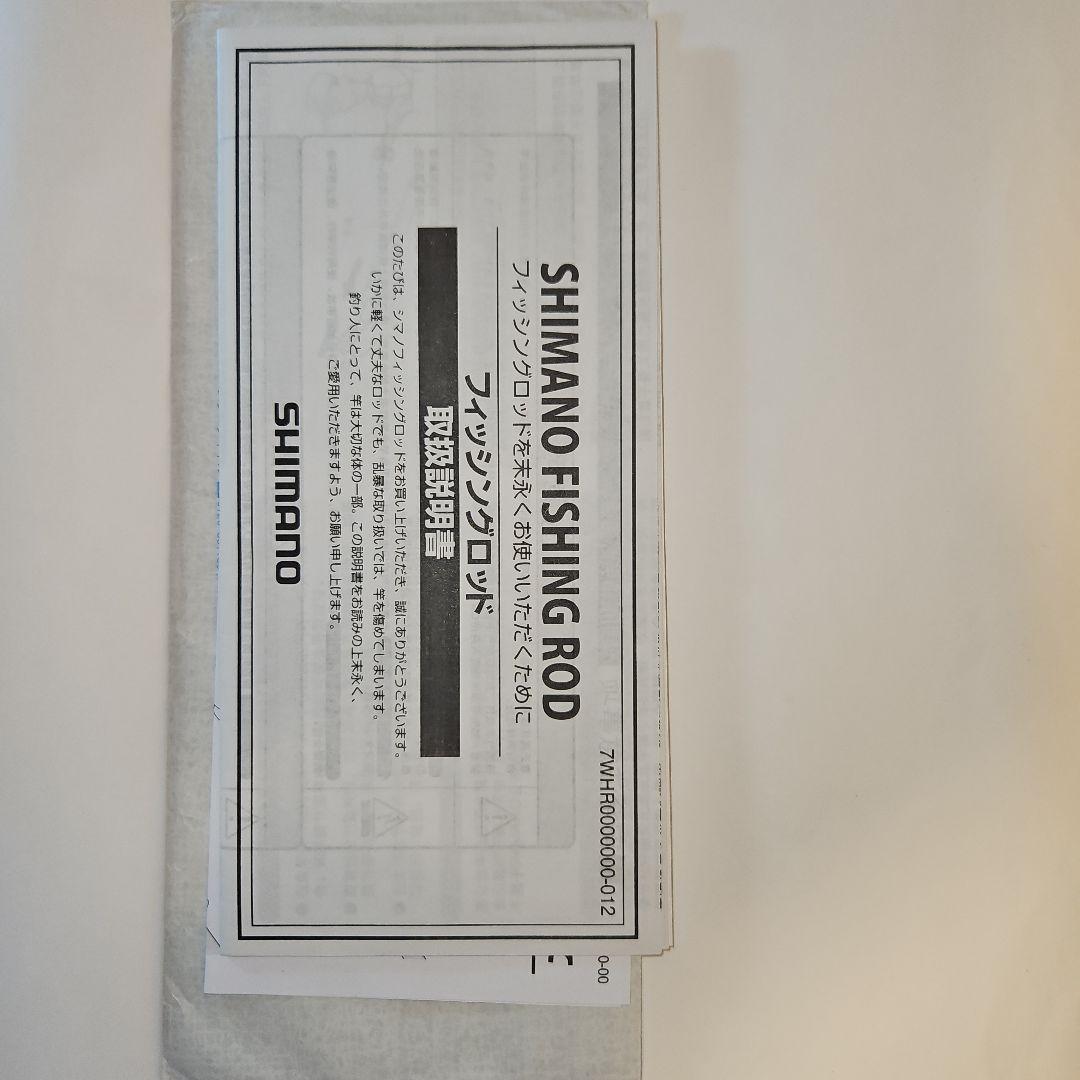 7WHR0000000-012
SHIMANO FISHING ROD
フィッシングロッドを末永くお使いいただくために
フィッシングロッド
取扱説明書
このたびは、シマノフィッシングロッドをお買い上げいただき、誠にありがとうございます。
いかに軽くて丈夫なロッドでも、乱暴な取り扱いでは、竿を傷めてしまいます。
釣り人にとって、竿は大切な体の一部。この説明書をお読みの上末永く、
ご愛用いただきますよう、お願い申し上げます。
SHIMANO
0-00